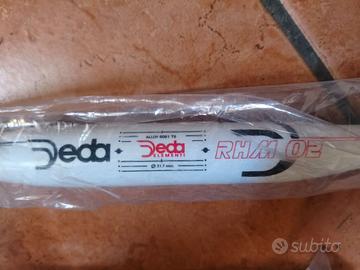 Deda
ALLOY 6061 T6
Deda
ELEMENTI
Ø 31.7 mm.
RHM 02
subito